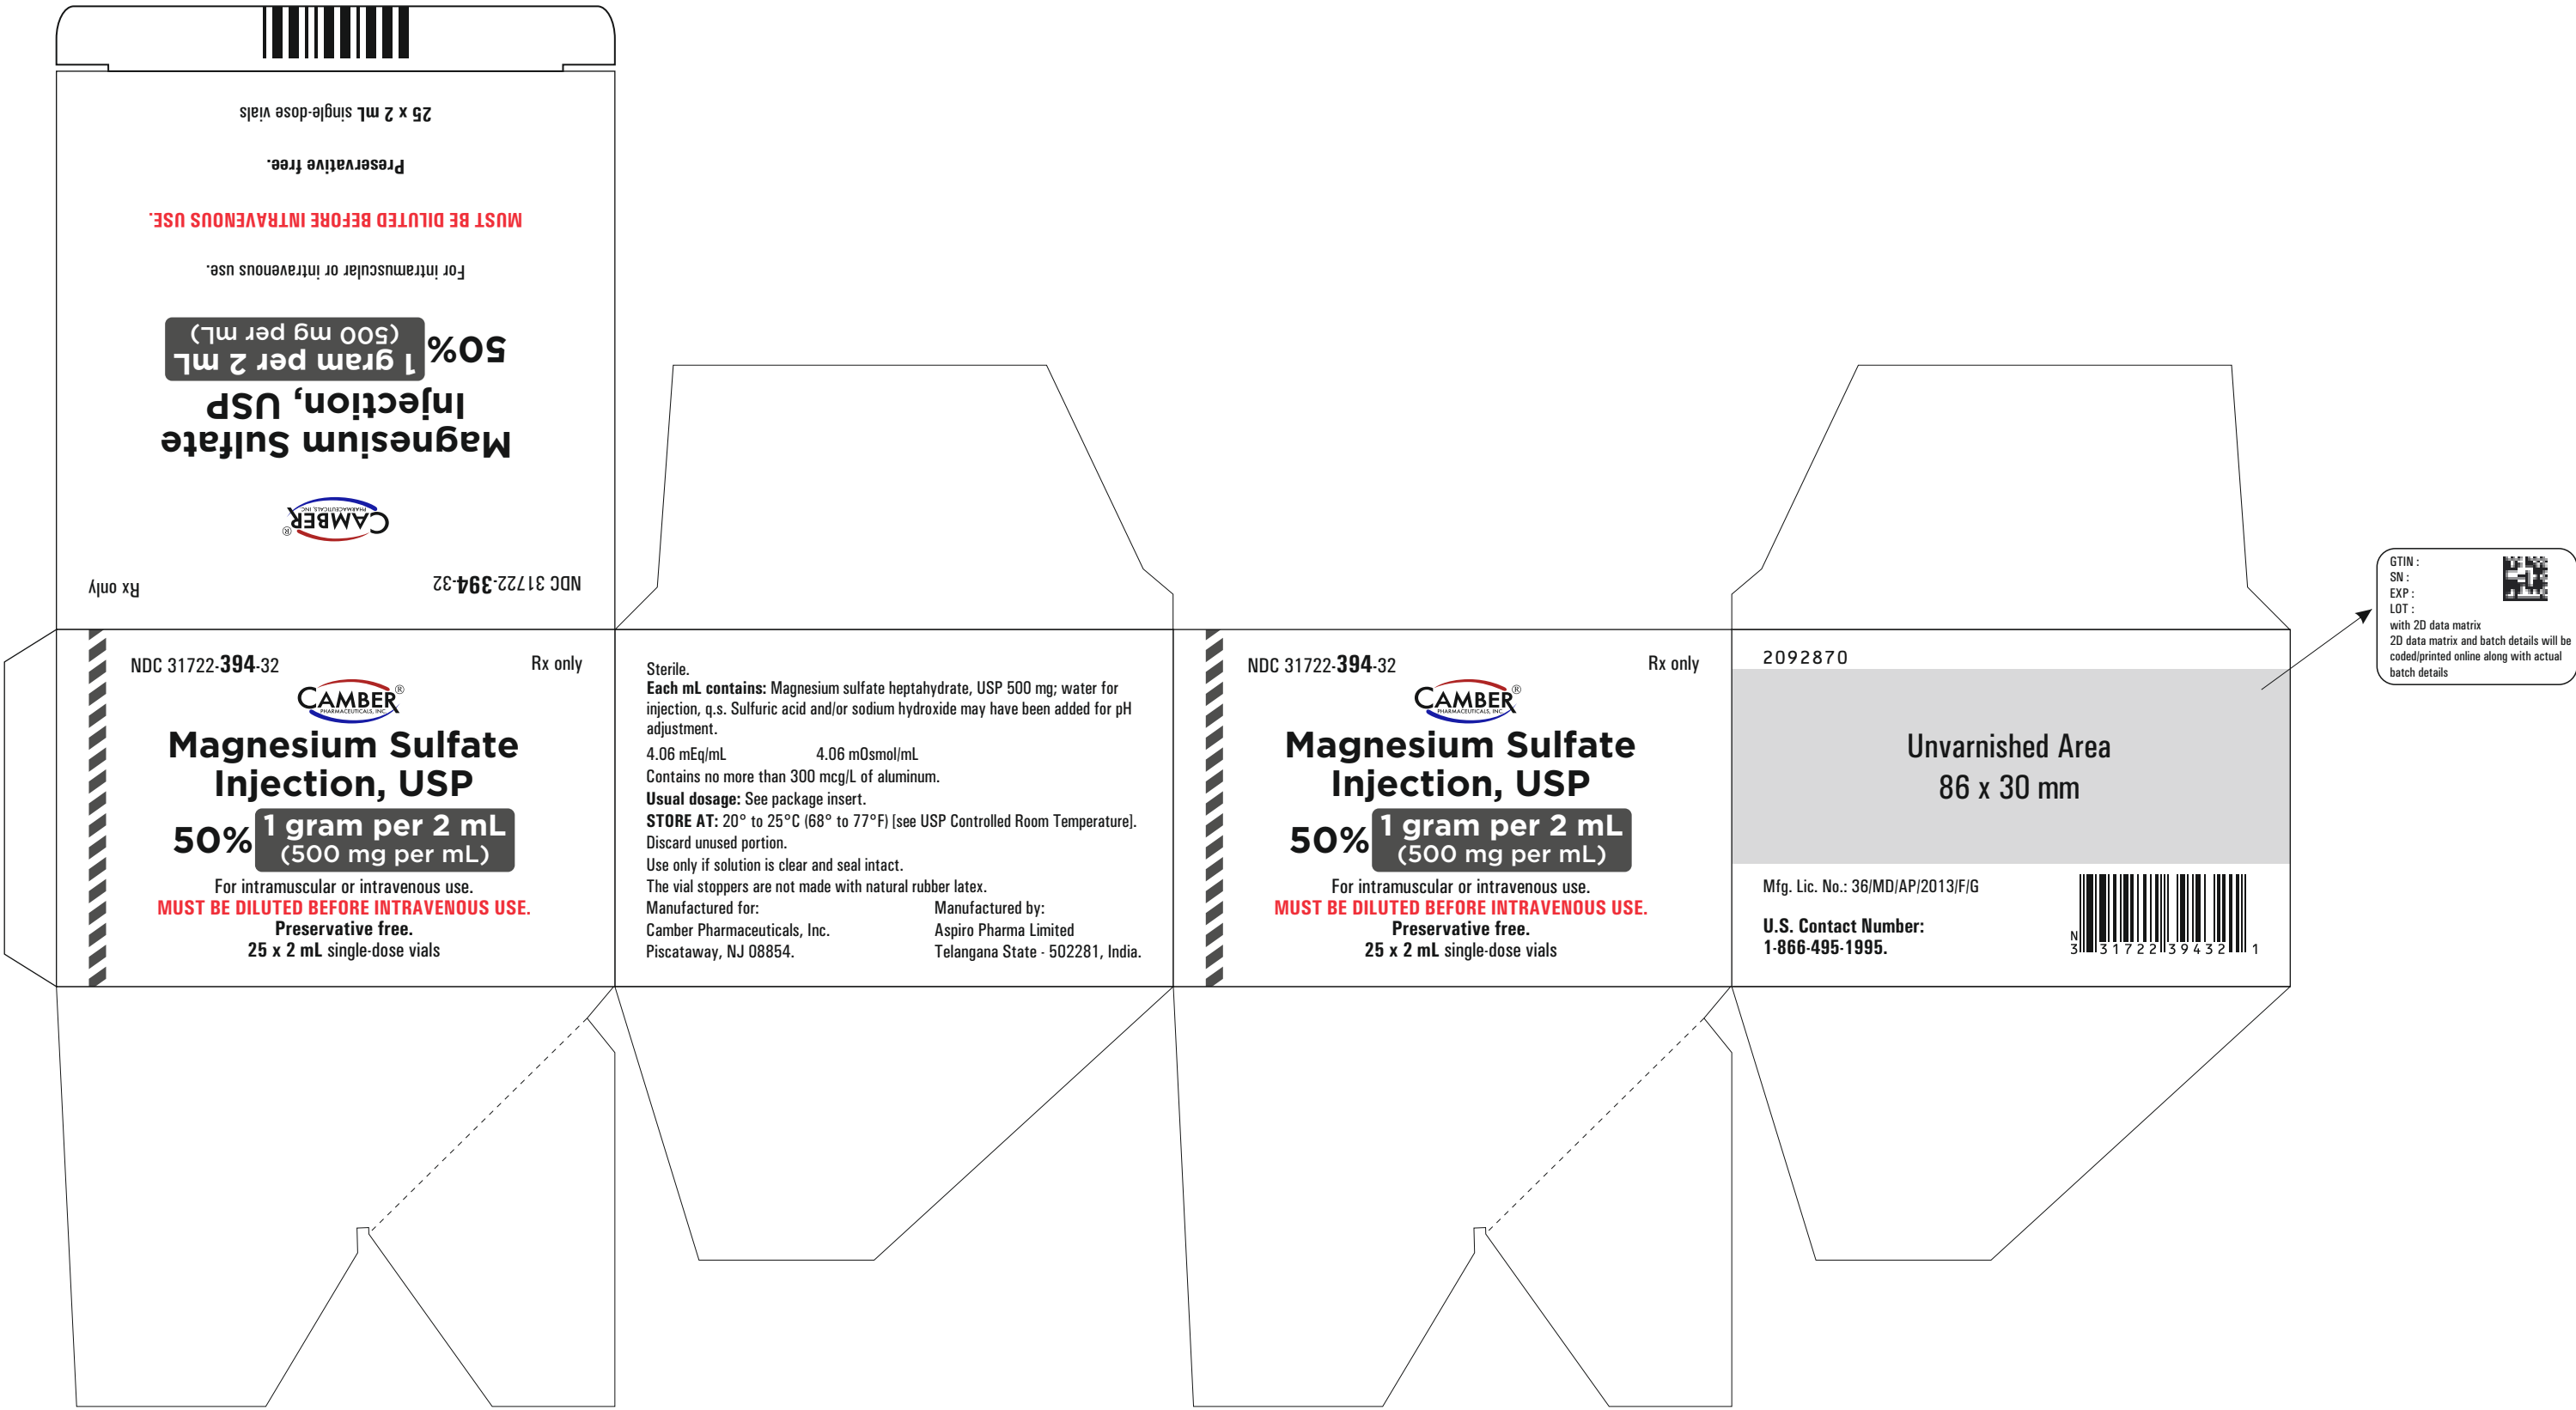 25 x 2 mL single-dose vials
Preservative free.
MUST BE DILUTED BEFORE INTRAVENOUS USE.
For intramuscular or intravenous use.
50% 1 gram per 2 mL
(500 mg per mL)
Magnesium Sulfate
Injection, USP
CAMBER®
PHARMACEUTICALS, INC.
NDC 31722-394-32 Rx only
NDC 31722-394-32 Rx only
CAMBER®
PHARMACEUTICALS, INC.
Magnesium Sulfate
Injection, USP
50% 1 gram per 2 mL
(500 mg per mL)
For intramuscular or intravenous use.
MUST BE DILUTED BEFORE INTRAVENOUS USE.
Preservative free.
25 x 2 mL single-dose vials
Sterile.
Each mL contains: Magnesium sulfate heptahydrate, USP 500 mg; water for
injection, q.s. Sulfuric acid and/or sodium hydroxide may have been added for pH
adjustment.
4.06 mEq/mL 4.06 mOsmol/mL
Contains no more than 300 mcg/L of aluminum.
Usual dosage: See package insert.
STORE AT: 20° to 25°C (68° to 77°F) [see USP Controlled Room Temperature].
Discard unused portion.
Use only if solution is clear and seal intact.
The vial stoppers are not made with natural rubber latex.
Manufactured for:
Camber Pharmaceuticals, Inc.
Piscataway, NJ 08854.
Manufactured by:
Aspiro Pharma Limited
Telangana State - 502281, India.
NDC 31722-394-32 Rx only
CAMBER®
PHARMACEUTICALS, INC.
Magnesium Sulfate
Injection, USP
50% 1 gram per 2 mL
(500 mg per mL)
For intramuscular or intravenous use.
MUST BE DILUTED BEFORE INTRAVENOUS USE.
Preservative free.
25 x 2 mL single-dose vials
2092870
Unvarnished Area
86 x 30 mm
Mfg. Lic. No.: 36/MD/AP/2013/F/G
U.S. Contact Number:
1-866-495-1995.
N
3 31722 39432 1
GTIN :
SN :
EXP :
LOT :
with 2D data matrix
2D data matrix and batch details will be
coded/printed online along with actual
batch details